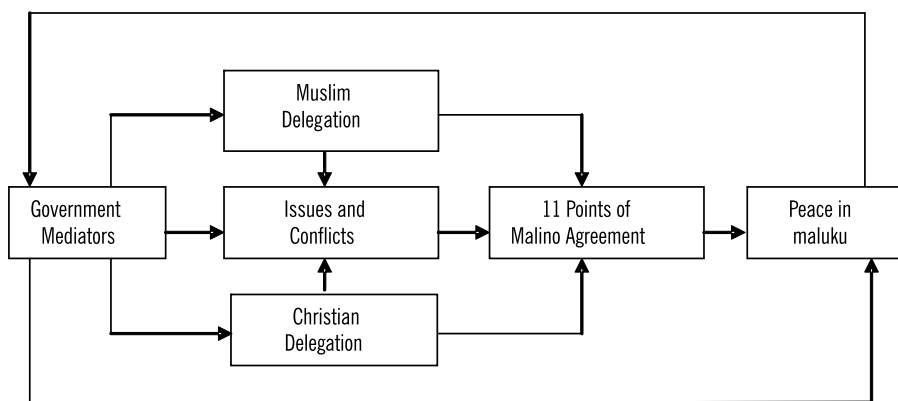 Muslim
Delegation
Government
Mediators
Issues and
Conflicts
11 Points of
Malino Agreement
Peace in
maluku
Christian
Delegation